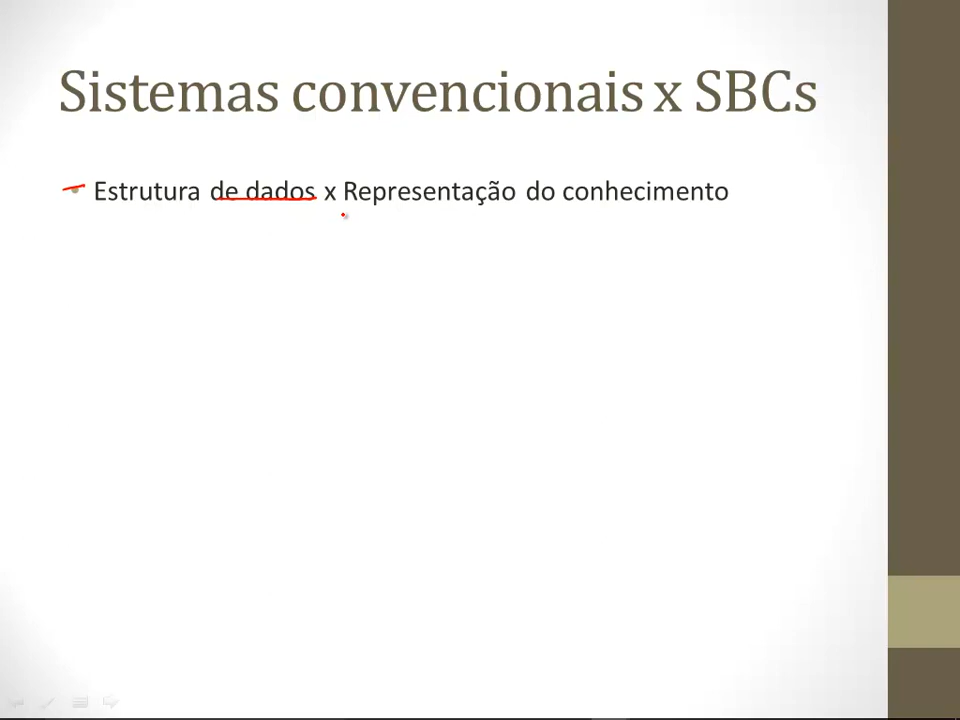 Sistemas convencionais x SBCs
Estrutura de dados x Representação do conhecimento